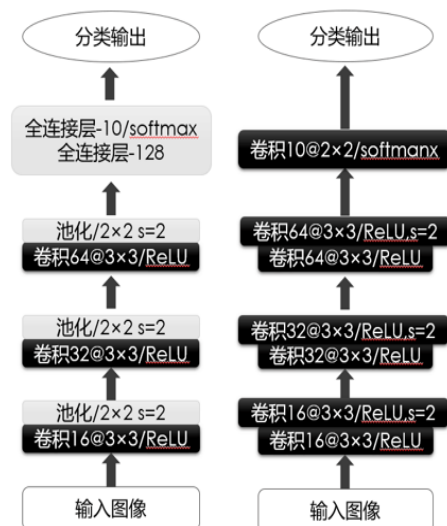 分类输出
全连接层-10/softmax
全连接层-128
池化/2×2 s=2
卷积64@3×3/ReLU
池化/2×2 s=2
卷积32@3×3/ReLU
池化/2×2 s=2
卷积16@3×3/ReLU
输入图像
分类输出
卷积10@2×2/softmanx
卷积64@3×3/ReLU,s=2
卷积64@3×3/ReLU
卷积32@3×3/ReLU,s=2
卷积32@3×3/ReLU
卷积16@3×3/ReLU,s=2
卷积16@3×3/ReLU
输入图像